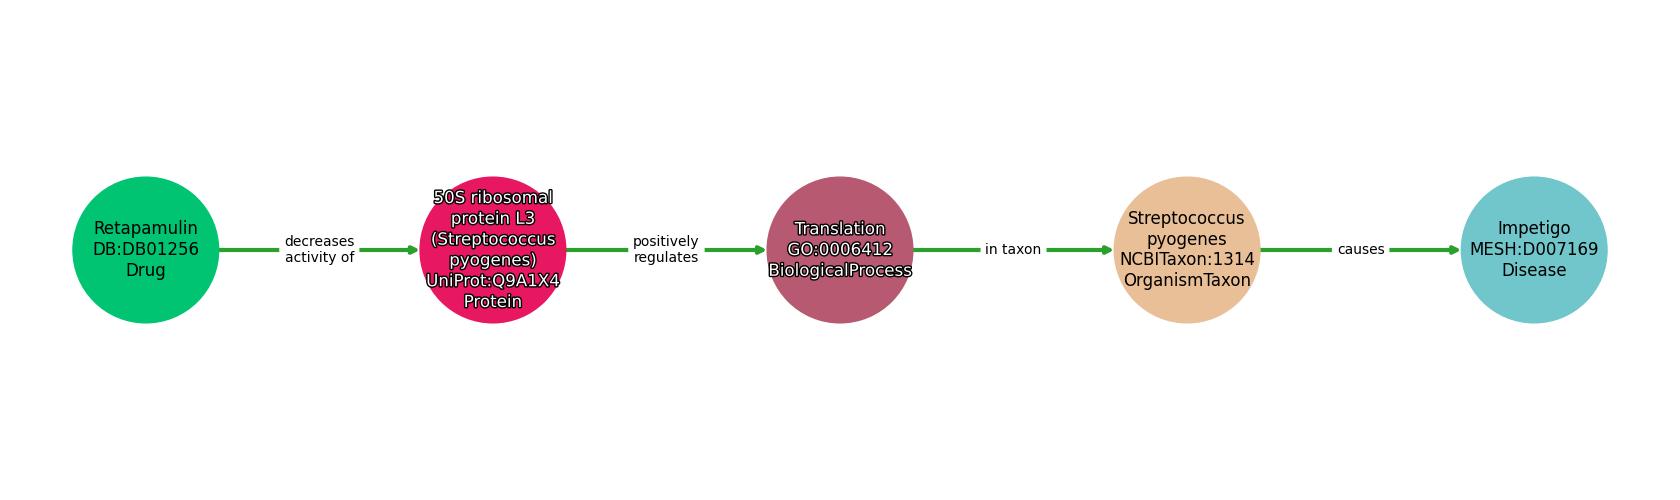 Retapamulin
DB:DB01256
Drug
decreases
activity of
50S ribosomal
protein L3
(Streptococcus
pyogenes)
UniProt:Q9A1X4
Protein
positively
regulates
Translation
GO:0006412
BiologicalProcess
in taxon
Streptococcus
pyogenes
NCBITaxon:1314
OrganismTaxon
causes
Impetigo
MESH:D007169
Disease